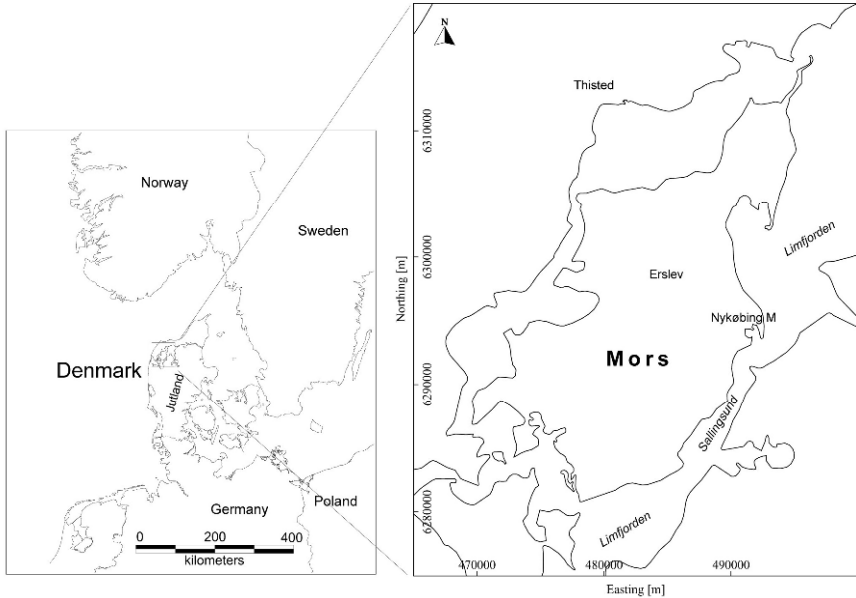 Norway
Sweden
Denmark
Jutland
Germany
Poland
0 200 400
kilometers
N
Thisted
6310000
Limfjorden
6300000
Northing [m]
Erslev
Nykøbing M
Mors
6290000
Sallingsund
6280000
Limfjorden
470000 480000 490000
Easting [m]